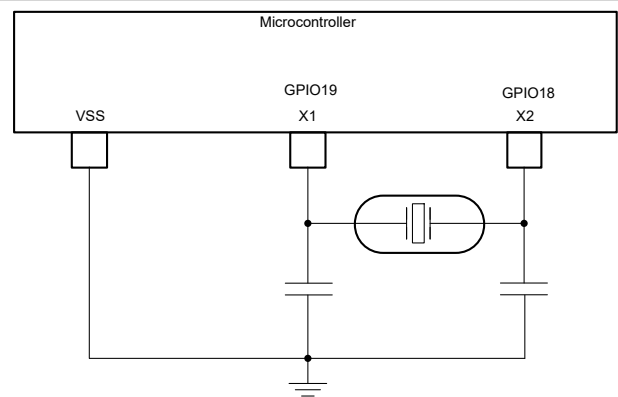 Microcontroller
GPIO19
GPIO18
VSS
X1
X2